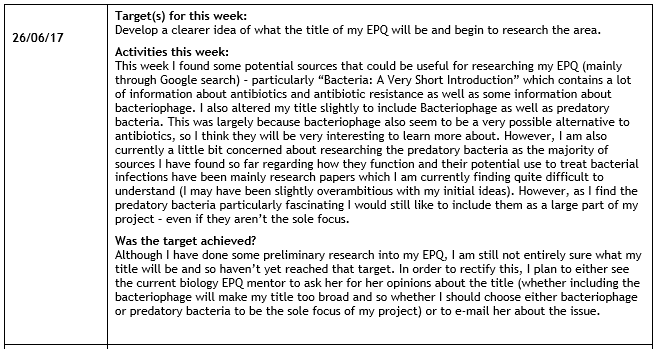 Target(s) for this week:
26/06/17
Develop a clearer idea of what the title of my EPQ will be and begin to research the area.
Activities this week:
This week I found some potential sources that could be useful for researching my EPQ (mainly
through Google search) – particularly “Bacteria: A Very Short Introduction” which contains a lot
of information about antibiotics and antibiotic resistance as well as some information about
bacteriophage. I also altered my title slightly to include Bacteriophage as well as predatory
bacteria. This was largely because bacteriophage also seem to be a very possible alternative to
antibiotics, so I think they will be very interesting to learn more about. However, I am also
currently a little bit concerned about researching the predatory bacteria as the majority of
sources I have found so far regarding how they function and their potential use to treat bacterial
infections have been mainly research papers which I am currently finding quite difficult to
understand (I may have been slightly overambitious with my initial ideas). However, as I find the
predatory bacteria particularly fascinating I would still like to include them as a large part of my
project – even if they aren’t the sole focus.
Was the target achieved?
Although I have done some preliminary research into my EPQ, I am still not entirely sure what my
title will be and so haven’t yet reached that target. In order to rectify this, I plan to either see
the current biology EPQ mentor to ask her for her opinions about the title (whether including the
bacteriophage will make my title too broad and so whether I should choose either bacteriophage
or predatory bacteria to be the sole focus of my project) or to e-mail her about the issue.